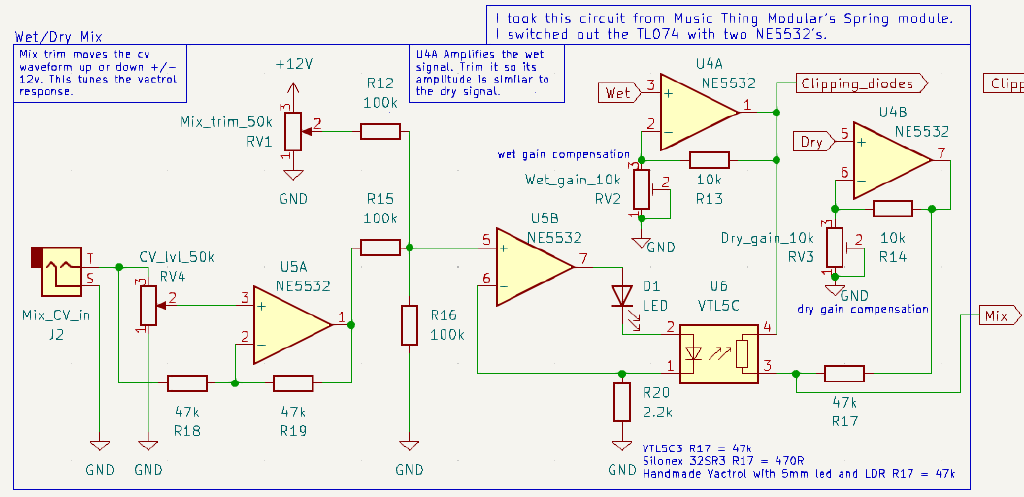 I took this circuit from Music Thing Modular's Spring module.
I switched out the TL074 with two NE5532's.
Wet/Dry Mix
Mix trim moves the cv
waveform up or down +/-
12v. This tunes the vactrol
response.
U4A Amplifies the wet
signal. Trim it so its
amplitude is similar to
the dry signal.
+12V
R12
100k
Mix_trim_50k
RV1
3
2
1
GND
U4A
NE5532
Wet
3
+
2
−
1
Clipping_diodes
Clipp
U4B
NE5532
Dry
5
+
6
−
7
wet gain compensation
Wet_gain_10k
RV2
3
2
1
GND
10k
R13
R15
100k
Dry_gain_10k
RV3
3
2
1
GND
10k
R14
dry gain compensation
U5B
NE5532
5
+
6
−
7
T
S
Mix_CV_in
J2
CV_lvl_50k
RV4
3
2
1
U5A
NE5532
3
+
2
−
1
D1
LED
U6
VTL5C
2
1
4
3
Mix
R16
100k
47k
R18
47k
R19
R20
2.2k
47k
R17
GND
GND
GND
GND
VTL5C3 R17 = 47k
Silonex 32SR3 R17 = 470R
Handmade Vactrol with 5mm led and LDR R17 = 47k